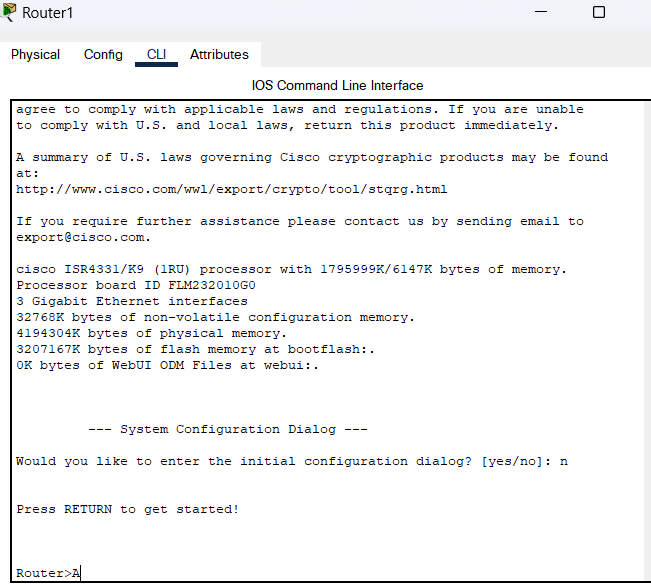 Router1
Physical Config CLI Attributes
IOS Command Line Interface
agree to comply with applicable laws and regulations. If you are unable
to comply with U.S. and local laws, return this product immediately.
A summary of U.S. laws governing Cisco cryptographic products may be found
at:
http://www.cisco.com/wwl/export/crypto/tool/stqrg.html
If you require further assistance please contact us by sending email to
export@cisco.com.
cisco ISR4331/K9 (1RU) processor with 1795999K/6147K bytes of memory.
Processor board ID FLM232010G0
3 Gigabit Ethernet interfaces
32768K bytes of non-volatile configuration memory.
4194304K bytes of physical memory.
3207167K bytes of flash memory at bootflash:.
0K bytes of WebUI ODM Files at webui:.
--- System Configuration Dialog ---
Would you like to enter the initial configuration dialog? [yes/no]: n
Press RETURN to get started!
Router>A